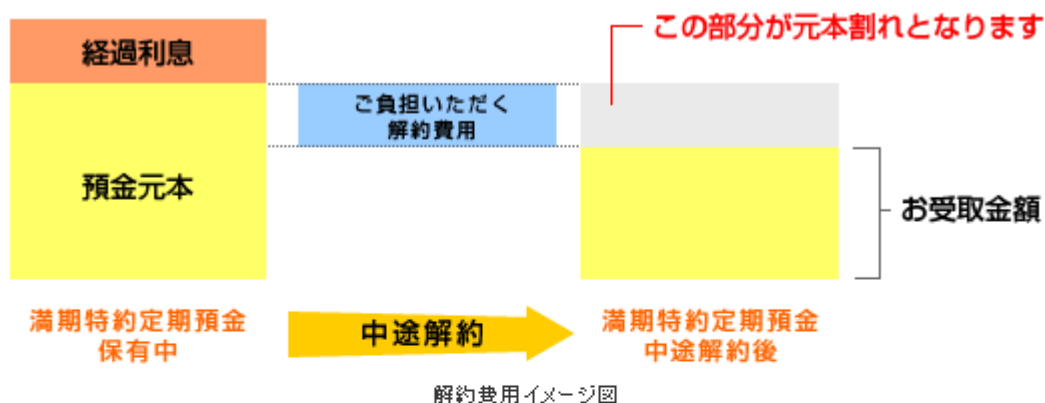 この部分が元本割れとなります
経過利息
ご負担いただく
解約費用
預金元本
お受取金額
満期特約定期預金
保有中
中途解約
満期特約定期預金
中途解約後
解約費用イメージ図